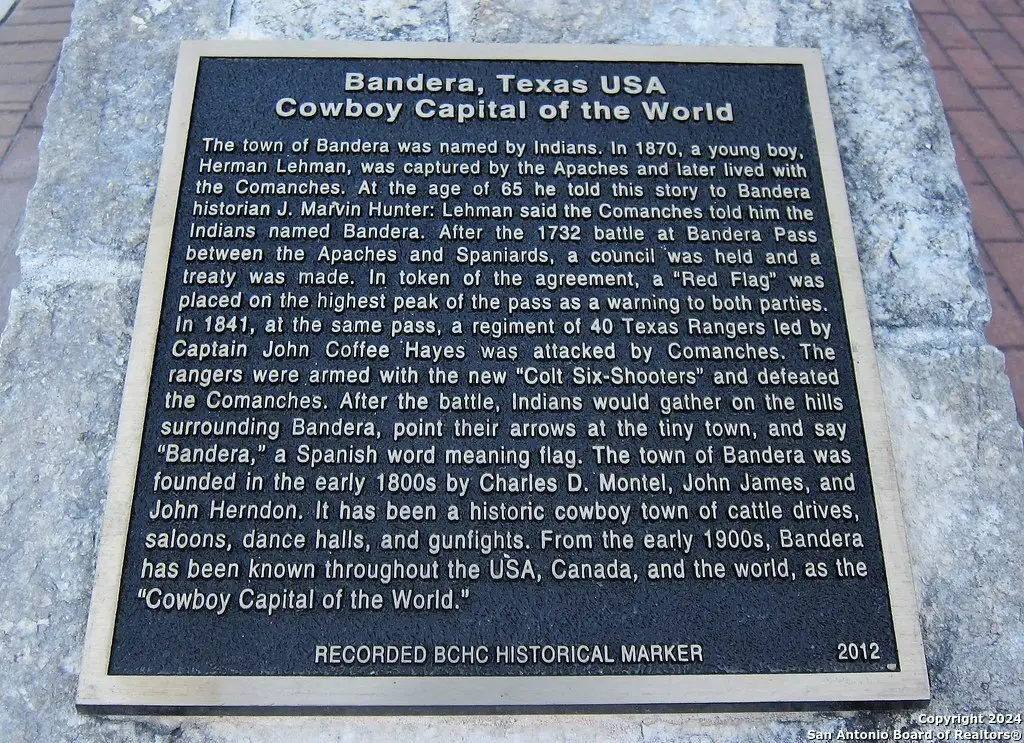 Bandera, Texas USA
Cowboy Capital of the World
The town of Bandera was named by Indians. In 1870, a young boy,
Herman Lehman, was captured by the Apaches and later lived with
the Comanches. At the age of 65 he told this story to Bandera
historian J. Marvin Hunter: Lehman said the Comanches told him the
Indians named Bandera. After the 1732 battle at Bandera Pass
between the Apaches and Spaniards, a council was held and a
treaty was made. In token of the agreement, a "Red Flag" was
placed on the highest peak of the pass as a warning to both parties.
In 1841, at the same pass, a regiment of 40 Texas Rangers led by
Captain John Coffee Hayes was attacked by Comanches. The
rangers were armed with the new "Colt Six-Shooters" and defeated
the Comanches. After the battle, Indians would gather on the hills
surrounding Bandera, point their arrows at the tiny town, and say
"Bandera," a Spanish word meaning flag. The town of Bandera was
founded in the early 1800s by Charles D. Montel, John James, and
John Herndon. It has been a historic cowboy town of cattle drives,
saloons, dance halls, and gunfights. From the early 1900s, Bandera
has been known throughout the USA, Canada, and the world, as the
"Cowboy Capital of the World."
RECORDED BCHC HISTORICAL MARKER 2012
Copyright 2024
San Antonio Board of Realtors®